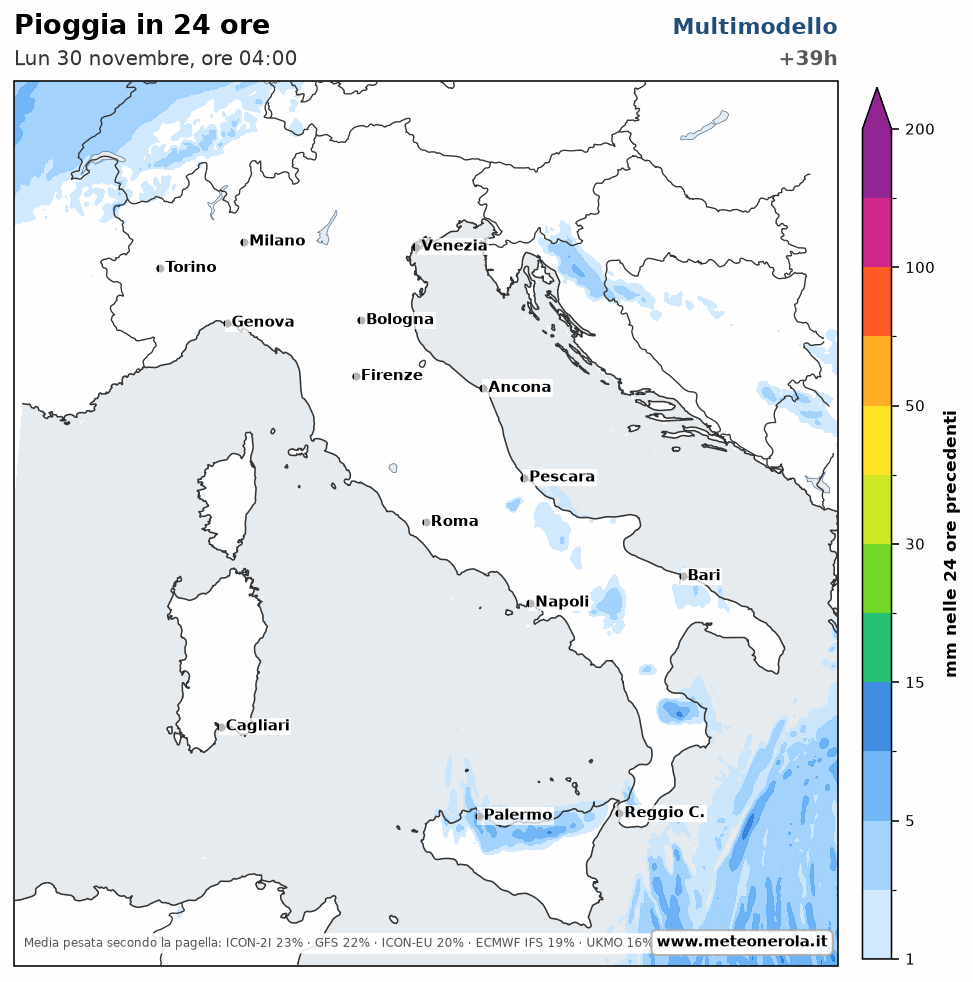 Pioggia in 24 ore
Multimodello
Lun 30 novembre, ore 04:00
+39h
200
100
50
30
15
5
1
mm nelle 24 ore precedenti
Milano
Venezia
Torino
Genova
Bologna
Firenze
Ancona
Pescara
Roma
Bari
Napoli
Cagliari
Palermo
Reggio C.
Media pesata secondo la pagella: ICON-2I 23% · GFS 22% · ICON-EU 20% · ECMWF IFS 19% · UKMO 16%
www.meteonerola.it